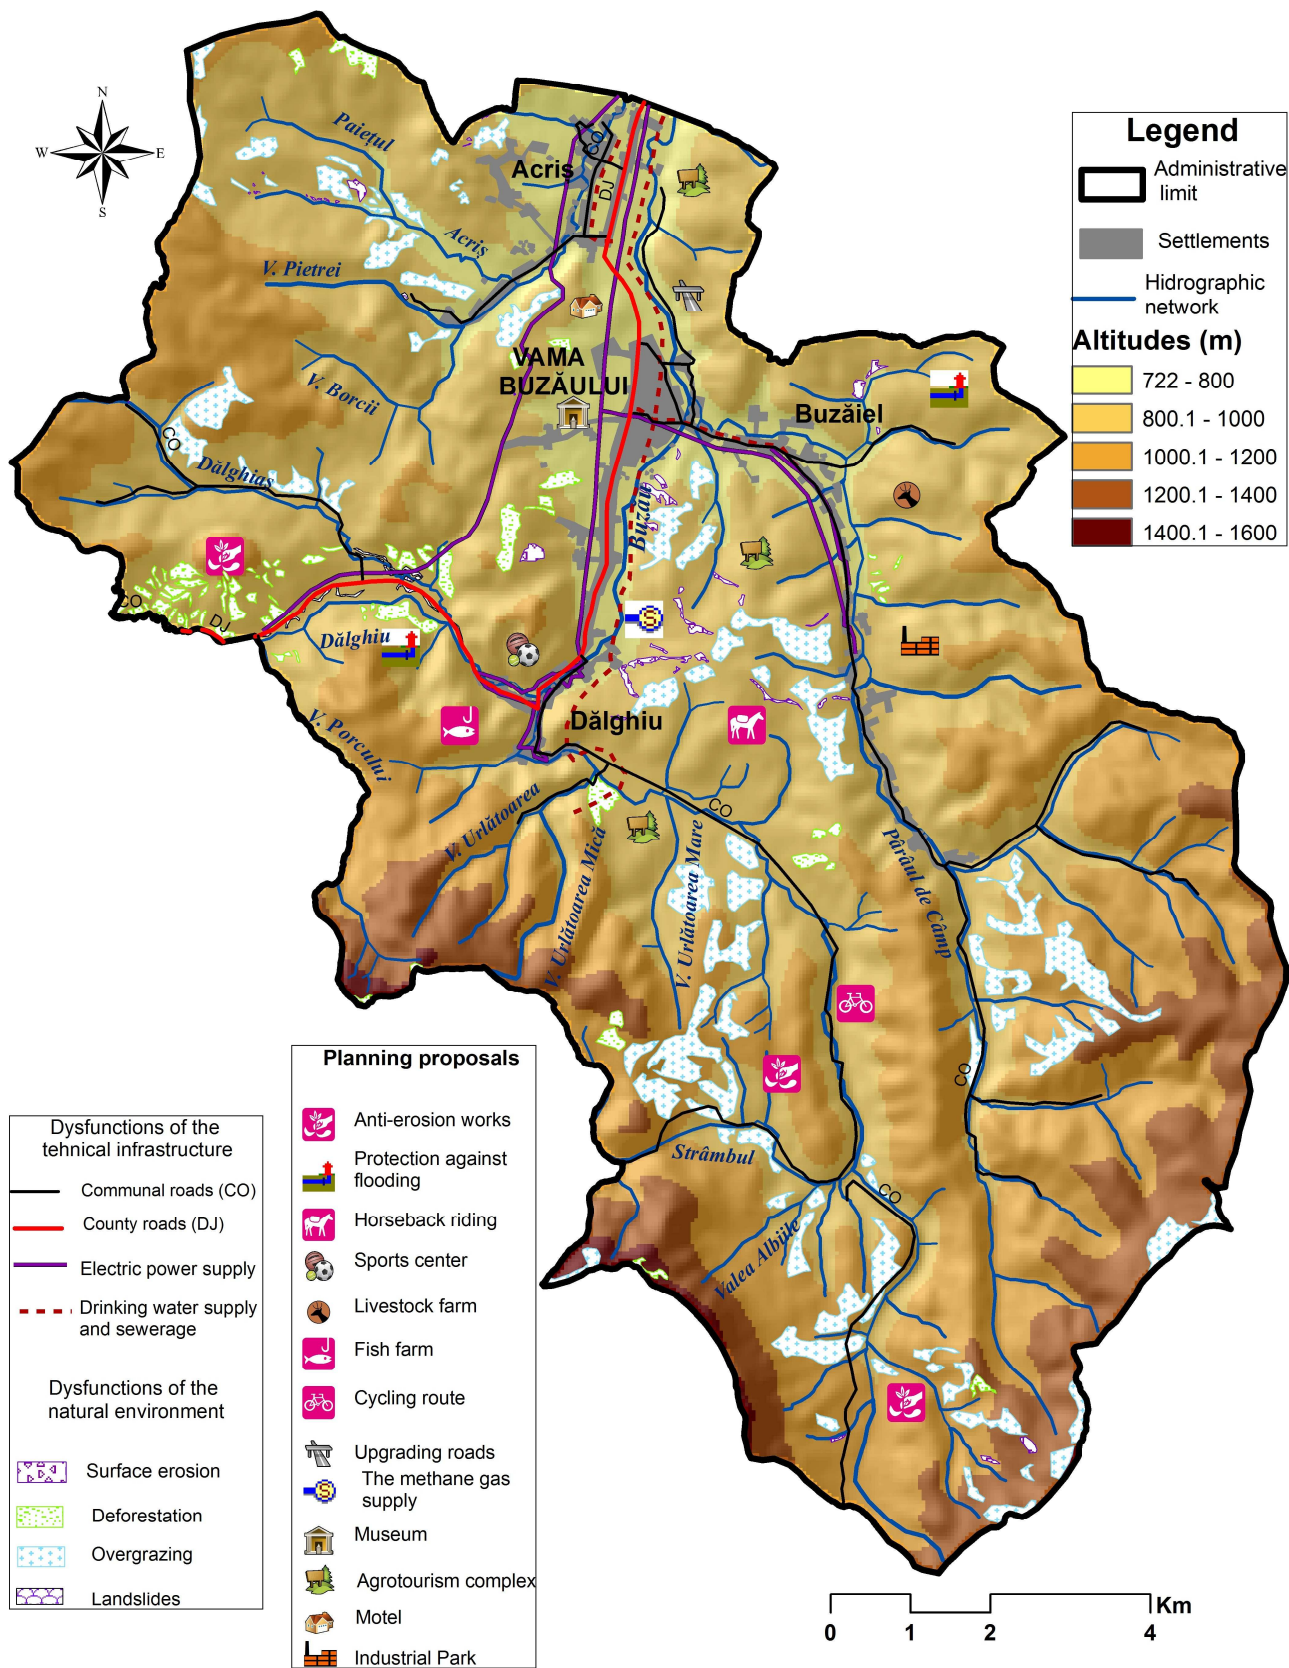 N
W
E
S
Paiețul
Acriș
CO
DJ
Acriș
V. Pietrei
VAMA
BUZĂULUI
V. Borcii
Buzăiel
CO
Dălghiaș
Buzău
CO
DJ
Dălghiu
V. Porcului
Dălghiu
CO
V. Urlătoarea
V. Urlătoarea Mică
V. Urlătoarea Mare
Pârâul de Câmp
CO
Strâmbul
CO
Valea Albiile
Legend
Administrative
limit
Settlements
Hidrographic
network
Altitudes (m)
722 - 800
800.1 - 1000
1000.1 - 1200
1200.1 - 1400
1400.1 - 1600
Dysfunctions of the
tehnical infrastructure
Communal roads (CO)
County roads (DJ)
Electric power supply
Drinking water supply
and sewerage
Dysfunctions of the
natural environment
Surface erosion
Deforestation
Overgrazing
Landslides
Planning proposals
Anti-erosion works
Protection against
flooding
Horseback riding
Sports center
Livestock farm
Fish farm
Cycling route
Upgrading roads
The methane gas
supply
Museum
Agrotourism complex
Motel
Industrial Park
Km
0 1 2 4